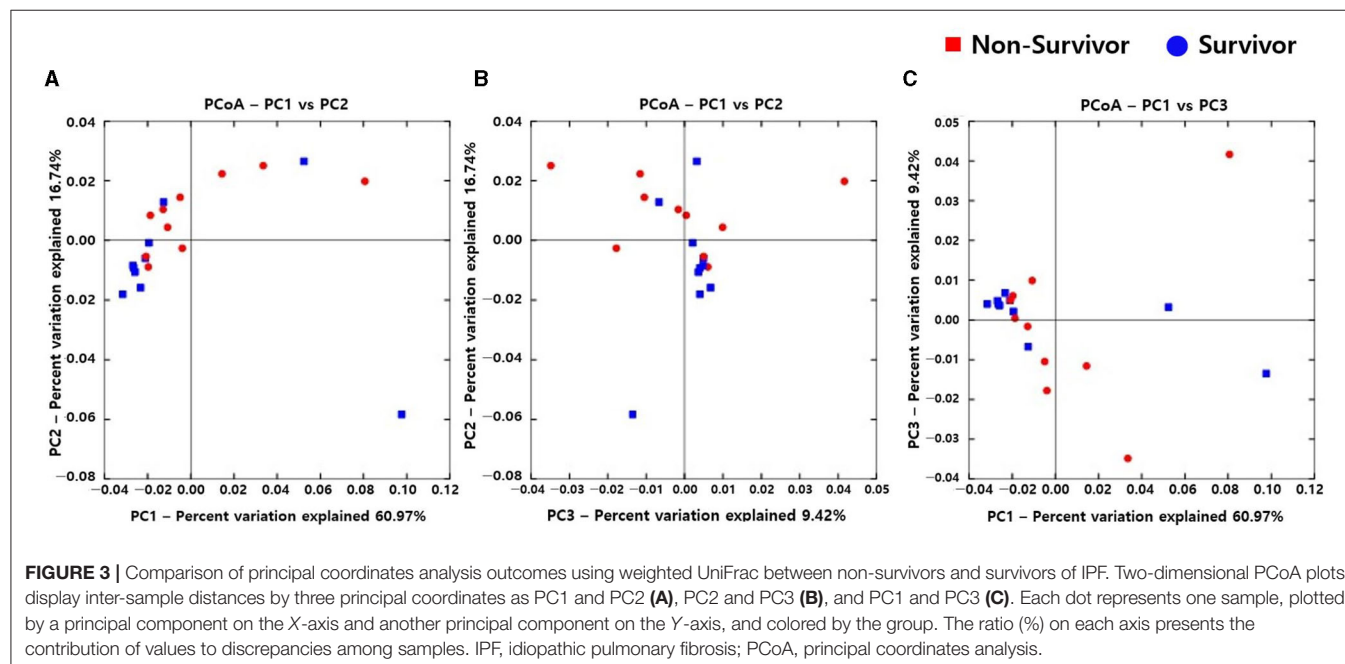 Non-Survivor Survivor
A B C
PCoA – PC1 vs PC2
PC2 – Percent variation explained 16.74%
0.04
0.02
0.00
−0.02
−0.04
−0.06
−0.08
−0.04 −0.02 0.00 0.02 0.04 0.06 0.08 0.10 0.12
PC1 – Percent variation explained 60.97%
PCoA – PC1 vs PC2
PC2 – Percent variation explained 16.74%
0.04
0.02
0.00
−0.02
−0.04
−0.06
−0.08
−0.04 −0.03 −0.02 −0.01 0.00 0.01 0.02 0.03 0.04 0.05
PC3 – Percent variation explained 9.42%
PCoA – PC1 vs PC3
PC3 – Percent variation explained 9.42%
0.05
0.04
0.03
0.02
0.01
0.00
−0.01
−0.02
−0.03
−0.04
−0.04 −0.02 0.00 0.02 0.04 0.06 0.08 0.10 0.12
PC1 – Percent variation explained 60.97%
FIGURE 3 | Comparison of principal coordinates analysis outcomes using weighted UniFrac between non-survivors and survivors of IPF. Two-dimensional PCoA plots
display inter-sample distances by three principal coordinates as PC1 and PC2 (A), PC2 and PC3 (B), and PC1 and PC3 (C). Each dot represents one sample, plotted
by a principal component on the X-axis and another principal component on the Y-axis, and colored by the group. The ratio (%) on each axis presents the
contribution of values to discrepancies among samples. IPF, idiopathic pulmonary fibrosis; PCoA, principal coordinates analysis.